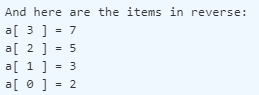 And here are the items in reverse:
a[ 3 ] = 7
a[ 2 ] = 5
a[ 1 ] = 3
a[ 0 ] = 2